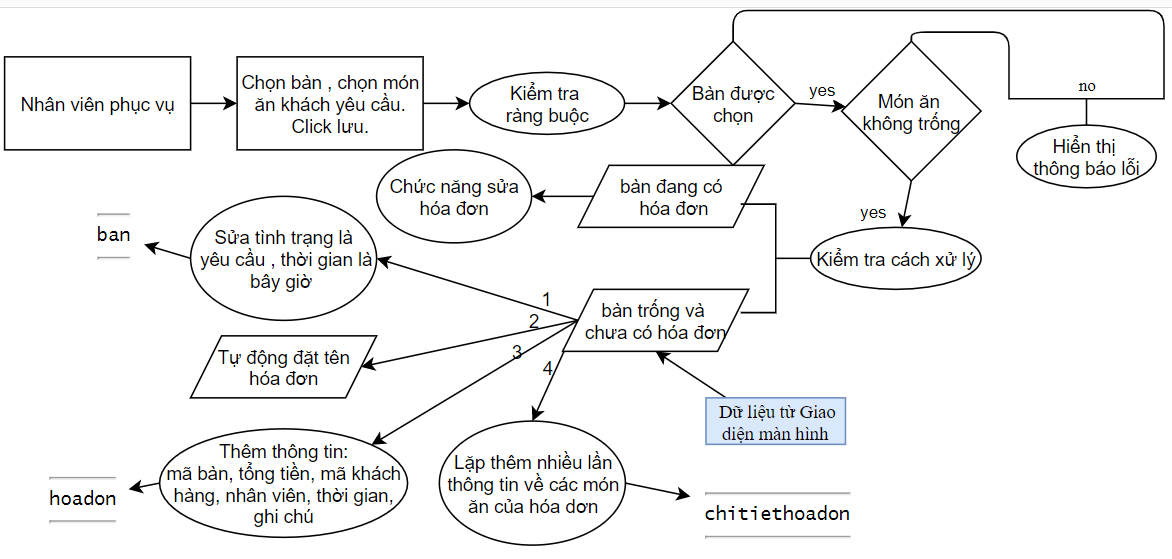 Nhân viên phục vụ
Chọn bàn , chọn món
ăn khách yêu cầu.
Click lưu.
Kiểm tra
ràng buộc
Bàn được
chọn
yes
Món ăn
không trống
no
Hiển thị
thông báo lỗi
yes
Kiểm tra cách xử lý
bàn đang có
hóa đơn
Chức năng sửa
hóa đơn
bàn trống và
chưa có hóa đơn
Dữ liệu từ Giao
diện màn hình
1
2
3
4
Sửa tình trạng là
yêu cầu , thời gian là
bây giờ
ban
Tự động đặt tên
hóa đơn
Thêm thông tin:
mã bàn, tổng tiền, mã khách
hàng, nhân viên, thời gian,
ghi chú
hoadon
Lặp thêm nhiều lần
thông tin về các món
ăn của hóa dơn
chitiethoadon